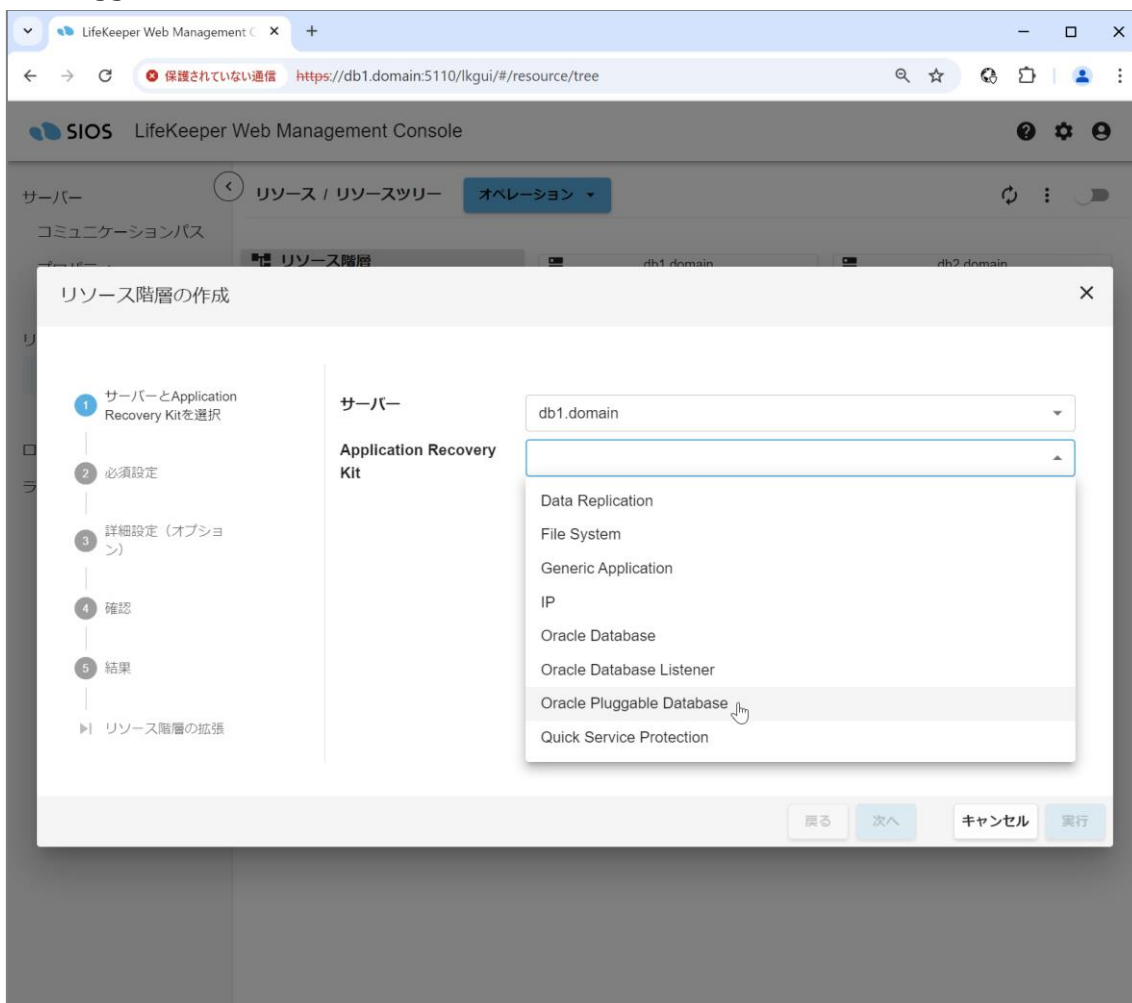 LifeKeeper Web Management C
保護されていない通信 https://db1.domain:5110/lkgui/#/resource/tree
SIOS LifeKeeper Web Management Console
サーバー
リソース / リソースツリー オペレーション
コミュニケーションパス
リソース階層 db1.domain db2.domain
リソース階層の作成
1 サーバーとApplication
Recovery Kitを選択
2 必須設定
3 詳細設定（オプショ
ン）
4 確認
5 結果
リソース階層の拡張
サーバー db1.domain
Application Recovery
Kit
Data Replication
File System
Generic Application
IP
Oracle Database
Oracle Database Listener
Oracle Pluggable Database
Quick Service Protection
戻る 次へ キャンセル 実行